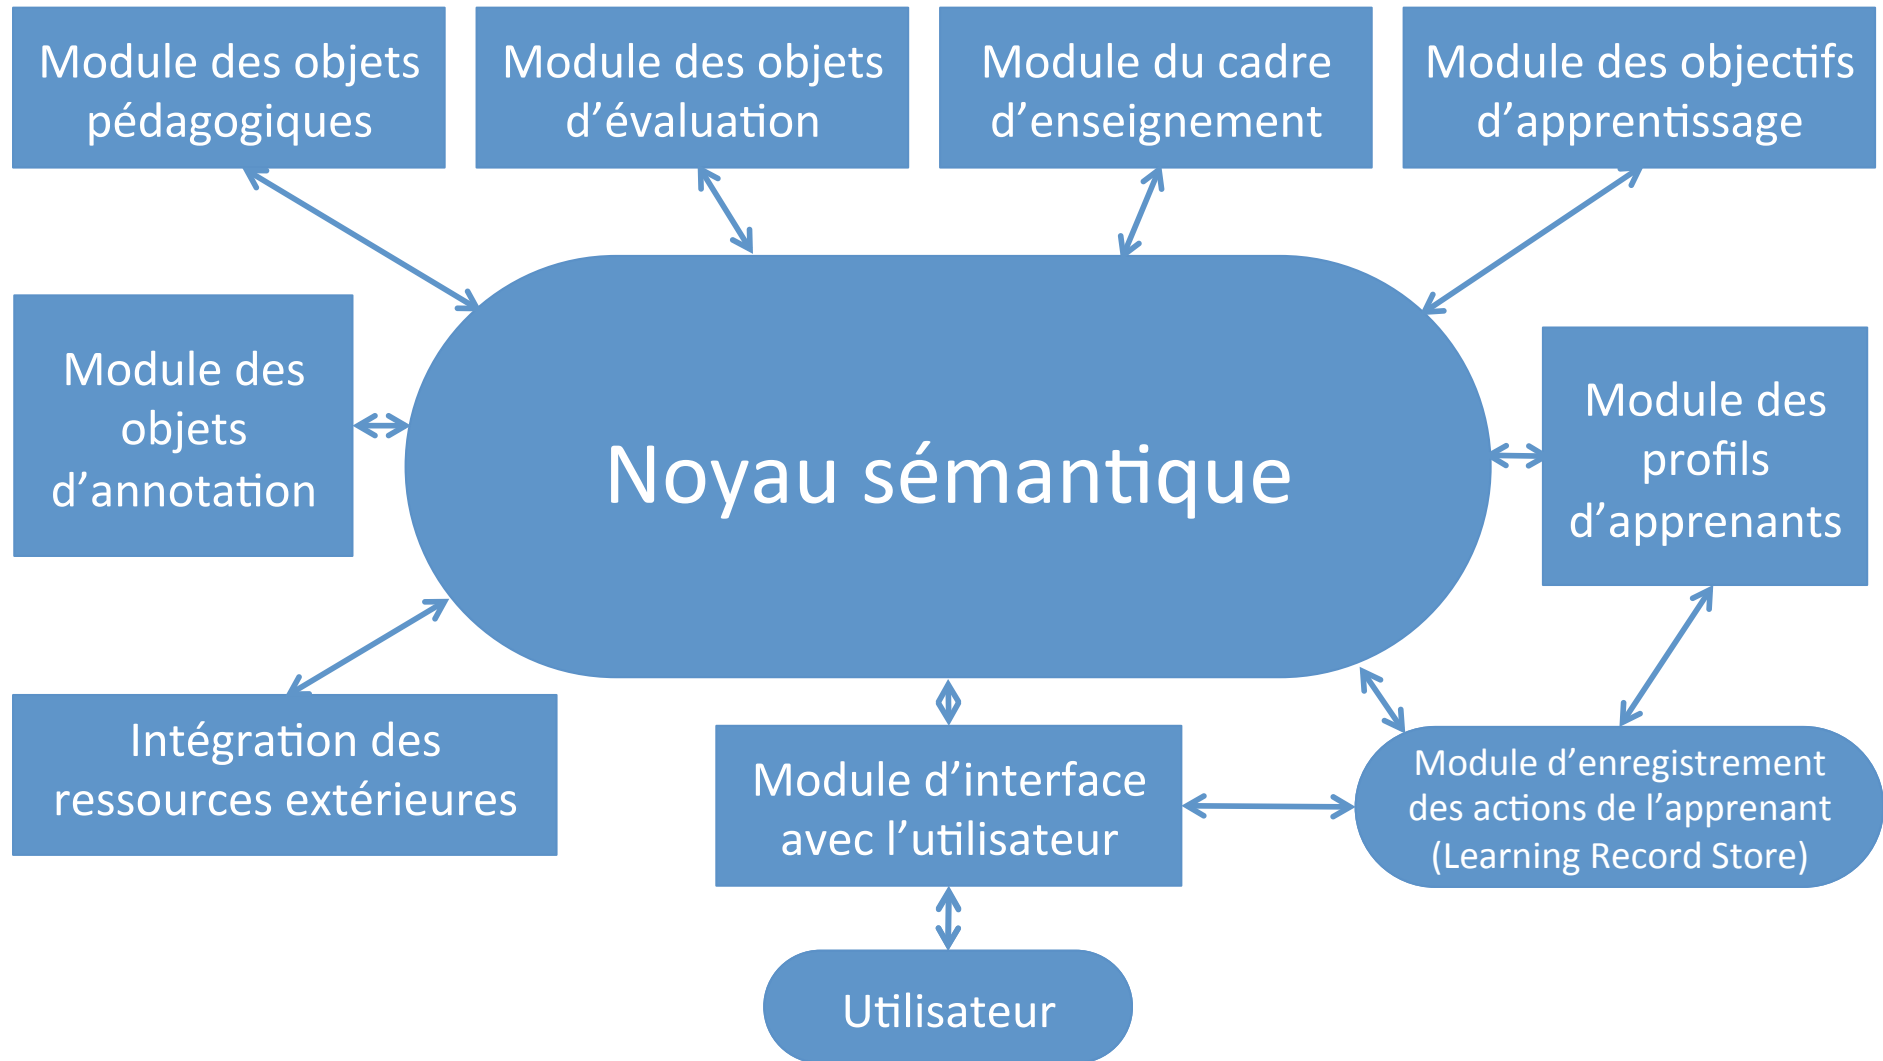 Module des objets
pédagogiques
Module des objets
d’évaluation
Module du cadre
d’enseignement
Module des objectifs
d’apprentissage
Module des
objets
d’annotation
Noyau sémantique
Module des
profils
d’apprenants
Intégration des
ressources extérieures
Module d’interface
avec l’utilisateur
Module d’enregistrement
des actions de l’apprenant
(Learning Record Store)
Utilisateur